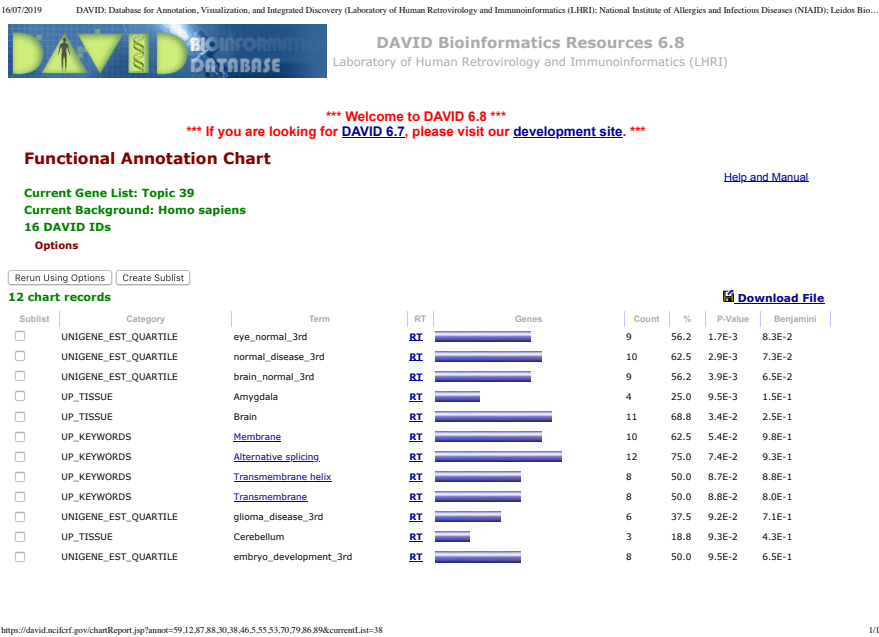 16/07/2019 DAVID: Database for Annotation, Visualization, and Integrated Discovery (Laboratory of Human Retrovirology and Immunoinformatics (LHRI); National Institute of Allergies and Infectious Diseases (NIAID); Leidos Bio…
DAVID BIOINFORMATICS DATABASE
DAVID Bioinformatics Resources 6.8
Laboratory of Human Retrovirology and Immunoinformatics (LHRI)
*** Welcome to DAVID 6.8 ***
*** If you are looking for DAVID 6.7, please visit our development site. ***
Functional Annotation Chart
Help and Manual
Current Gene List: Topic 39
Current Background: Homo sapiens
16 DAVID IDs
Options
Rerun Using Options Create Sublist
12 chart records Download File
Sublist Category Term RT Genes Count % P-Value Benjamini
UNIGENE_EST_QUARTILE eye_normal_3rd RT 9 56.2 1.7E-3 8.3E-2
UNIGENE_EST_QUARTILE normal_disease_3rd RT 10 62.5 2.9E-3 7.3E-2
UNIGENE_EST_QUARTILE brain_normal_3rd RT 9 56.2 3.9E-3 6.5E-2
UP_TISSUE Amygdala RT 4 25.0 9.5E-3 1.5E-1
UP_TISSUE Brain RT 11 68.8 3.4E-2 2.5E-1
UP_KEYWORDS Membrane RT 10 62.5 5.4E-2 9.8E-1
UP_KEYWORDS Alternative splicing RT 12 75.0 7.4E-2 9.3E-1
UP_KEYWORDS Transmembrane helix RT 8 50.0 8.7E-2 8.8E-1
UP_KEYWORDS Transmembrane RT 8 50.0 8.8E-2 8.0E-1
UNIGENE_EST_QUARTILE glioma_disease_3rd RT 6 37.5 9.2E-2 7.1E-1
UP_TISSUE Cerebellum RT 3 18.8 9.3E-2 4.3E-1
UNIGENE_EST_QUARTILE embryo_development_3rd RT 8 50.0 9.5E-2 6.5E-1
https://david.ncifcrf.gov/chartReport.jsp?annot=59,12,87,88,30,38,46,5,55,53,70,79,86,89&currentList=38 1/1